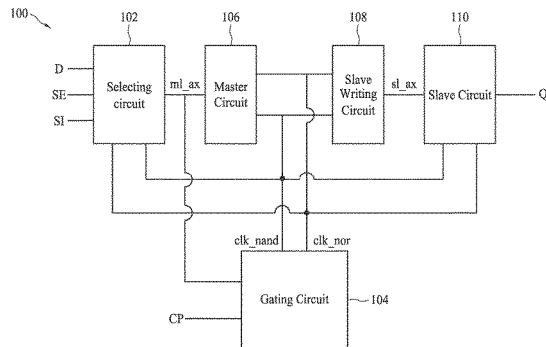 100
102
106
108
110
D
SE
SI
Selecting
circuit
ml_ax
Master
Circuit
Slave
Writing
Circuit
sl_ax
Slave Circuit
Q
clk_nand
clk_nor
Gating Circuit
104
CP